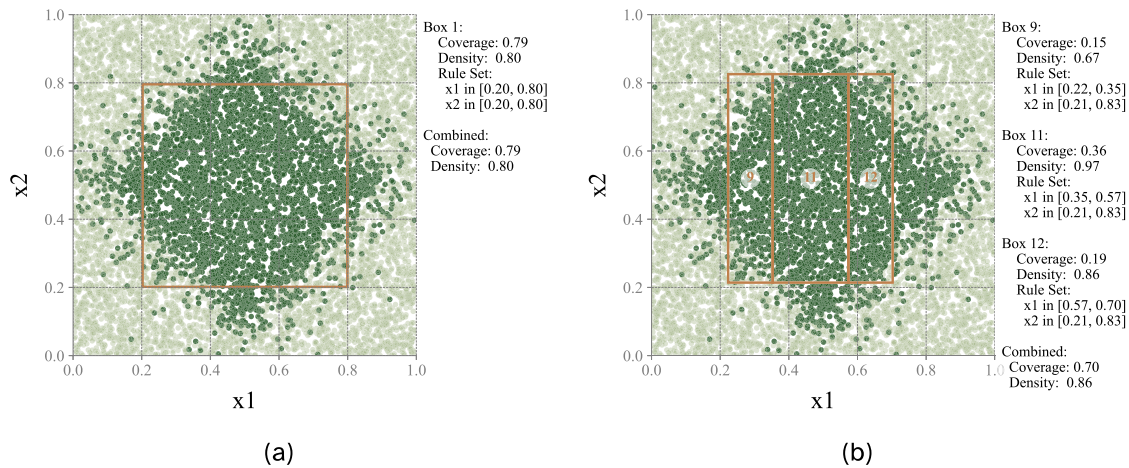 1.0
0.8
0.6
0.4
0.2
0.0
x2
0.0 0.2 0.4 0.6 0.8 1.0
x1
(a)
Box 1:
Coverage: 0.79
Density: 0.80
Rule Set:
x1 in [0.20, 0.80]
x2 in [0.20, 0.80]
Combined:
Coverage: 0.79
Density: 0.80
1.0
0.8
0.6
0.4
0.2
0.0
x2
9 11 12
0.0 0.2 0.4 0.6 0.8 1.0
x1
(b)
Box 9:
Coverage: 0.15
Density: 0.67
Rule Set:
x1 in [0.22, 0.35]
x2 in [0.21, 0.83]
Box 11:
Coverage: 0.36
Density: 0.97
Rule Set:
x1 in [0.35, 0.57]
x2 in [0.21, 0.83]
Box 12:
Coverage: 0.19
Density: 0.86
Rule Set:
x1 in [0.57, 0.70]
x2 in [0.21, 0.83]
Combined:
Coverage: 0.70
Density: 0.86